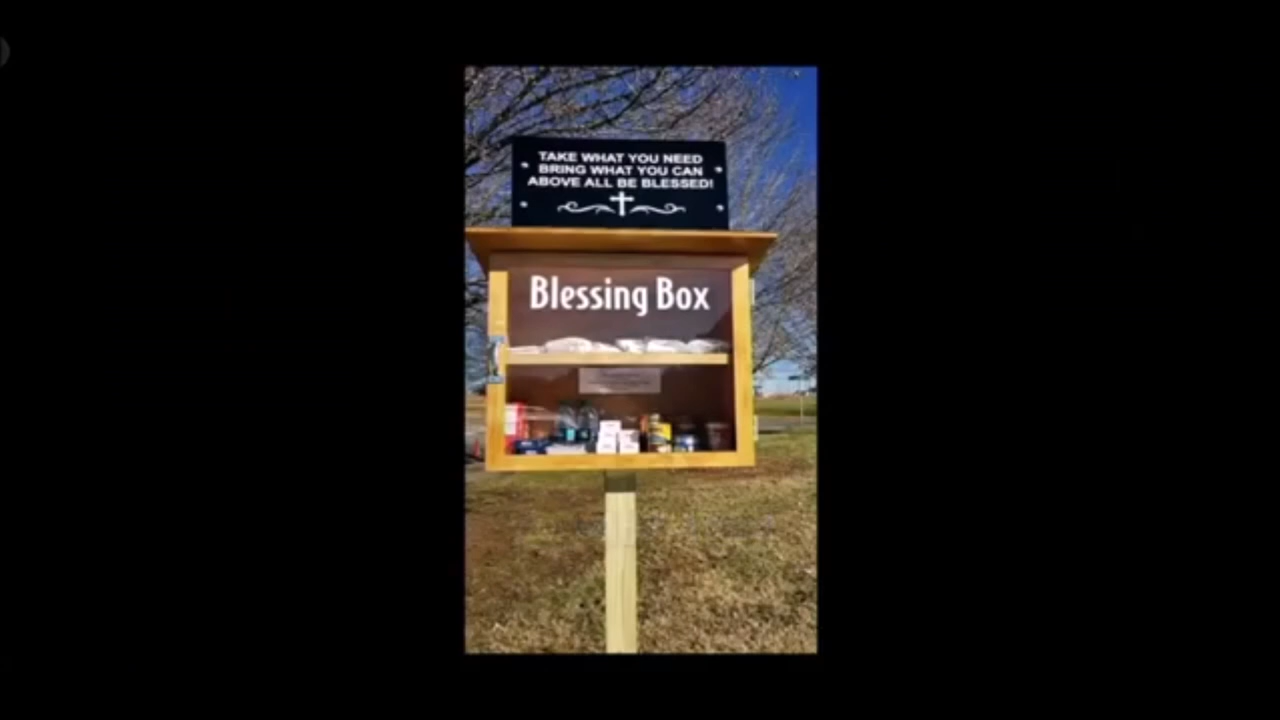 TAKE WHAT YOU NEED
BRING WHAT YOU CAN
ABOVE ALL BE BLESSED!
Blessing Box